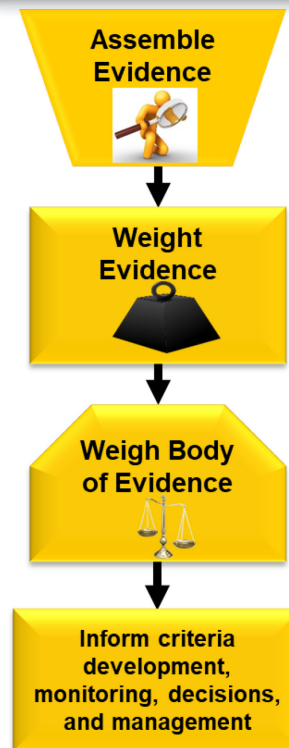 Assemble
Evidence
Weight
Evidence
Weigh Body
of Evidence
Inform criteria
development,
monitoring, decisions,
and management